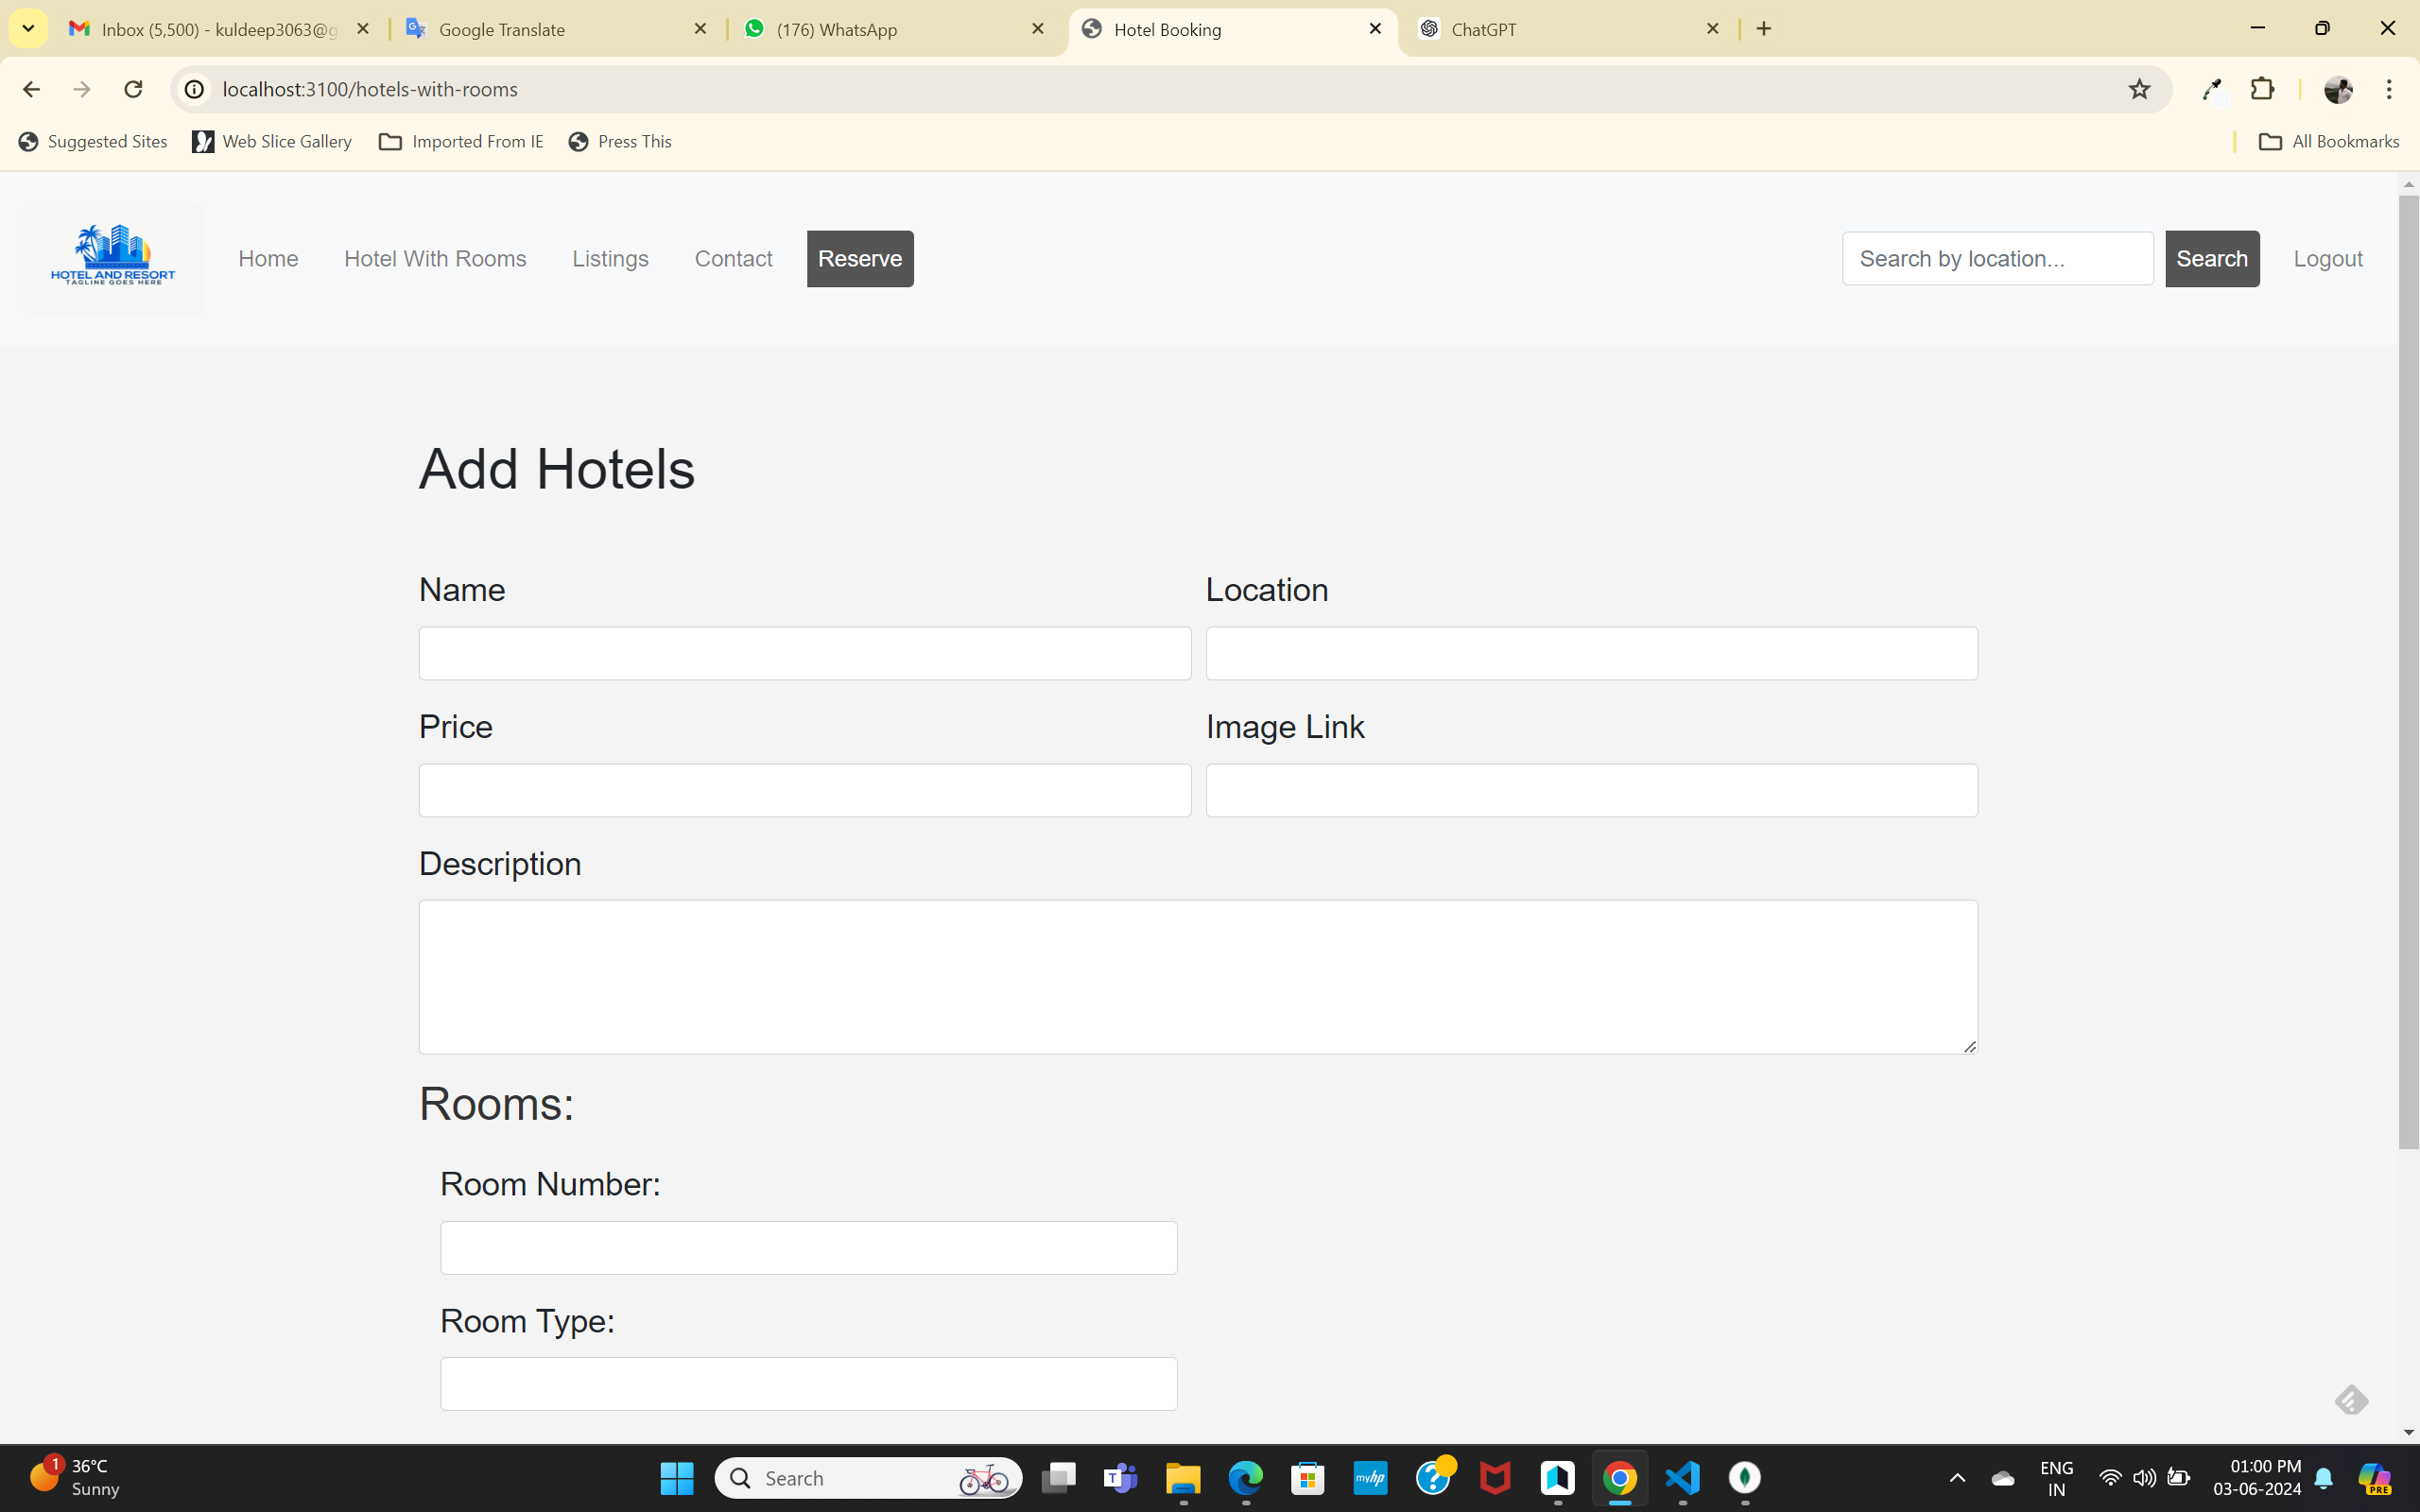 Inbox (5,500) - kuldeep3063@g
Google Translate
(176) WhatsApp
Hotel Booking
ChatGPT
localhost:3100/hotels-with-rooms
Suggested Sites
Web Slice Gallery
Imported From IE
Press This
All Bookmarks
HOTEL AND RESORT
TAGLINE GOES HERE
Home
Hotel With Rooms
Listings
Contact
Reserve
Search by location...
Search
Logout
Add Hotels
Name
Location
Price
Image Link
Description
Rooms:
Room Number:
Room Type:
1
36°C
Sunny
Search
T
myhp
?
ENG
IN
01:00 PM
03-06-2024
PRE